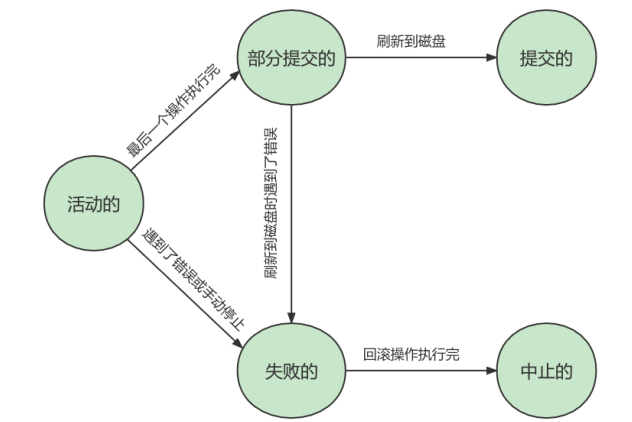 部分提交的
刷新到磁盘
提交的
最后一个操作执行完
刷新到磁盘时遇到了错误
活动的
遇到了错误或手动停止
失败的
回滚操作执行完
中止的